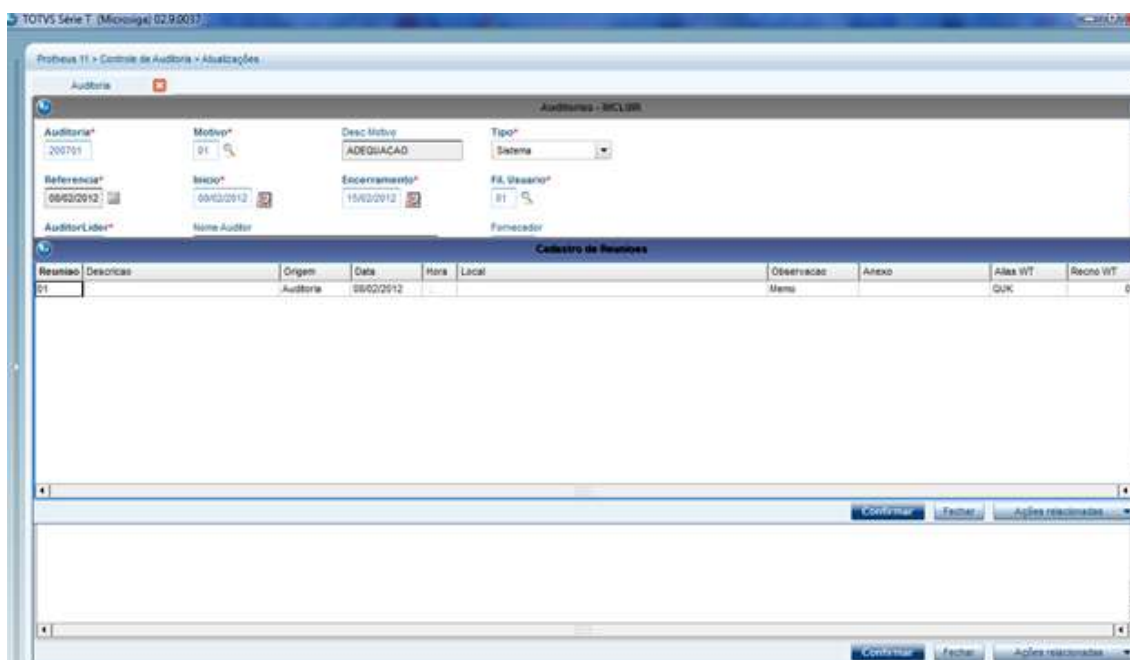 TOTVS Série T (Microsiga) 02.9.0037
Protheus 11 > Controle de Auditoria > Atualizações
Auditoria
Auditorias - INCLUIR
Auditoria* Motivo* Desc Motivo Tipo*
200701 01 ADEQUACAO Sistema
Referencia* Inicio* Encerramento* Fil. Usuario*
08/02/2012 08/02/2012 15/02/2012 01
AuditorLider* Nome Auditor Fornecedor
Cadastro de Reunioes
Reuniao Descricao Origem Data Hora Local Observacao Anexo Alias WT Recno WT
01 Auditoria 08/02/2012 : Memo QUK 0
Confirmar Fechar Ações relacionadas
Confirmar Fechar Ações relacionadas